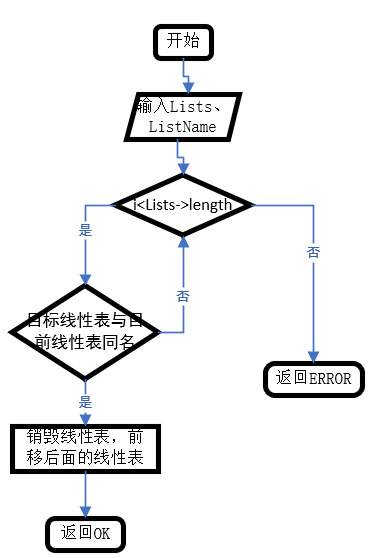 开始
输入Lists、
ListName
i<Lists->length
是
否
目标线性表与目
前线性表同名
否
是
返回ERROR
销毁线性表，前
移后面的线性表
返回OK